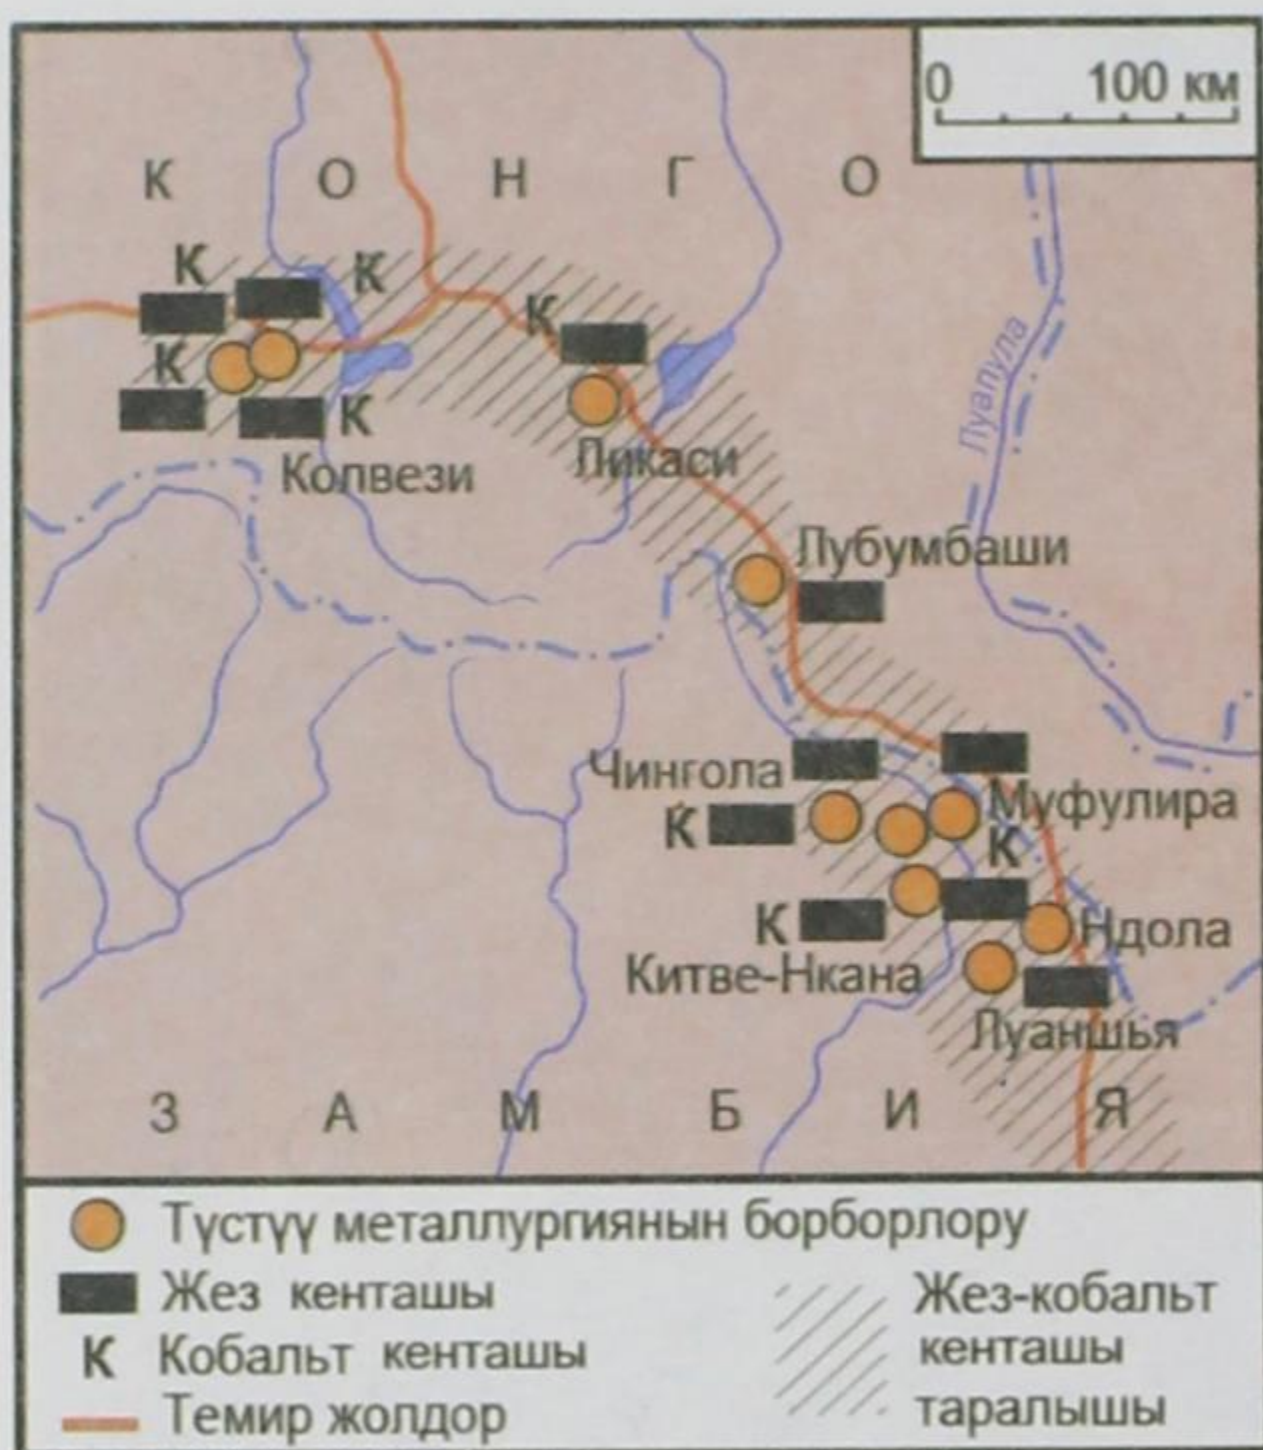 0 100 км
К О Н Г О
К
К
К
К
К
Колвези
Ликаси
Луапула
Лубумбаши
Чингола
К
Муфулира
К
К
Ндола
Китве-Нкана
Луаншья
З А М Б И Я
Түстүү металлургиянын борборлору
Жез кенташы
К Кобальт кенташы
Темир жолдор
Жез-кобальт
кенташы
таралышы